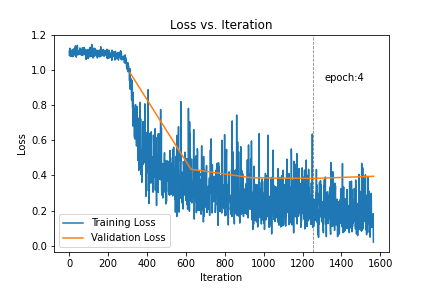 Loss vs. Iteration
1.2
1.0
0.8
0.6
0.4
0.2
0.0
Loss
epoch:4
Training Loss
Validation Loss
0 200 400 600 800 1000 1200 1400 1600
Iteration